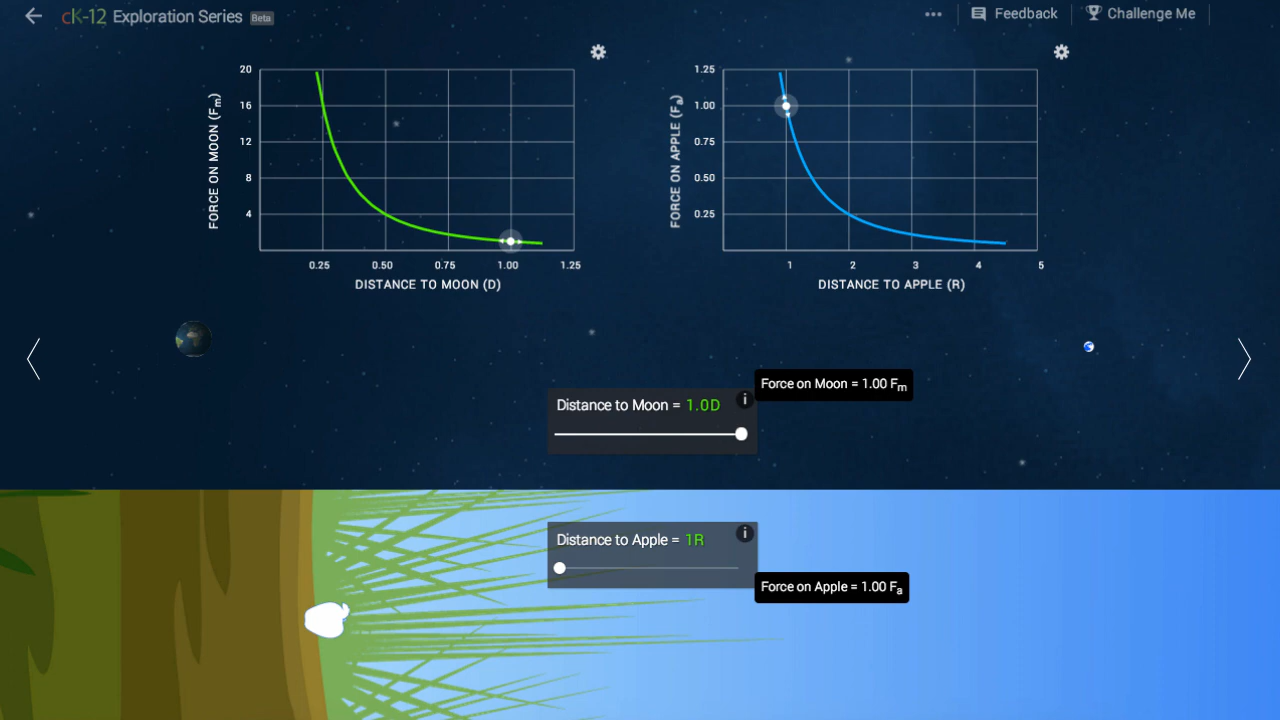 cK-12 Exploration Series Beta
••• Feedback Challenge Me
FORCE ON MOON (Fm)
20
16
12
8
4
0.25 0.50 0.75 1.00 1.25
DISTANCE TO MOON (D)
FORCE ON APPLE (Fa)
1.25
1.00
0.75
0.50
0.25
1 2 3 4 5
DISTANCE TO APPLE (R)
Force on Moon = 1.00 Fm
Distance to Moon = 1.0D i
Distance to Apple = 1R i
Force on Apple = 1.00 Fa